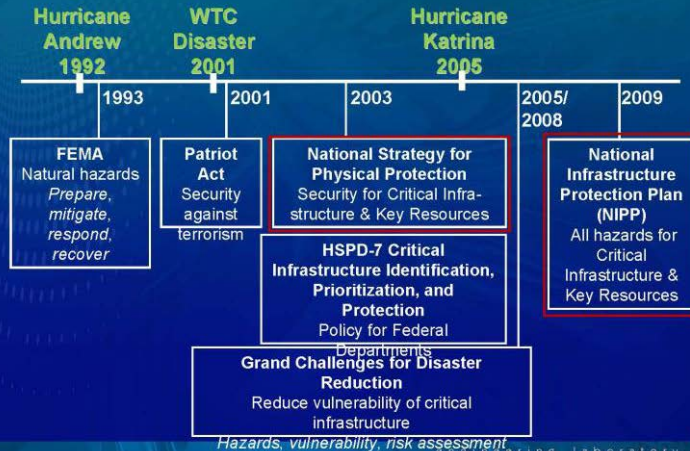 Hurricane
Andrew
1992
WTC
Disaster
2001
Hurricane
Katrina
2005
1993
2001
2003
2005/
2008
2009
FEMA
Natural hazards
Prepare,
mitigate,
respond,
recover
Patriot
Act
Security
against
terrorism
National Strategy for
Physical Protection
Security for Critical Infra-
structure & Key Resources
HSPD-7 Critical
Infrastructure Identification,
Prioritization, and
Protection
Policy for Federal
Departments
Grand Challenges for Disaster
Reduction
Reduce vulnerability of critical
infrastructure
Hazards, vulnerability, risk assessment
National
Infrastructure
Protection Plan
(NIPP)
All hazards for
Critical
Infrastructure &
Key Resources